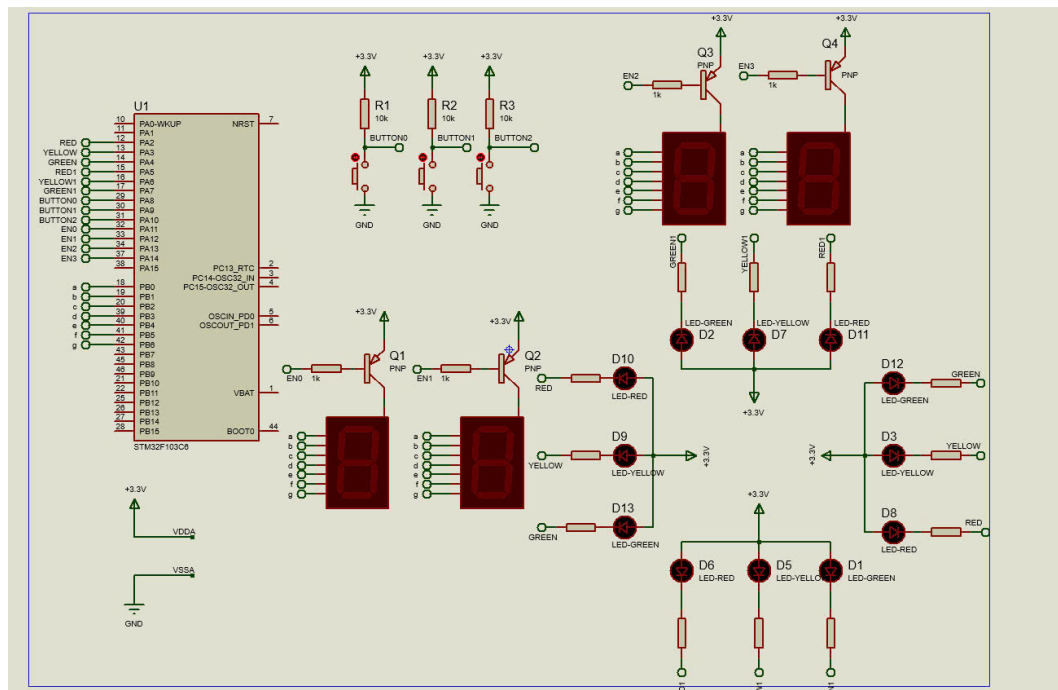 +3.3V
+3.3V
Q3
Q4
PNP
PNP
EN2
EN3
1k
1k
+3.3V
+3.3V
+3.3V
R1
R2
R3
10k
10k
10k
BUTTON0
BUTTON1
BUTTON2
GND
GND
GND
U1
10 PA0-WKUP NRST 7
11 PA1
RED 12 PA2
YELLOW 13 PA3
GREEN 14 PA4
RED1 15 PA5
YELLOW1 16 PA6
GREEN1 17 PA7
BUTTON0 29 PA8
BUTTON1 30 PA9
BUTTON2 31 PA10
EN0 32 PA11
EN1 33 PA12
EN2 34 PA13
EN3 37 PA14
38 PA15
PC13_RTC 2
PC14-OSC32_IN 3
PC15-OSC32_OUT 4
a 18 PB0
b 19 PB1
c 20 PB2
d 39 PB3
e 40 PB4
f 41 PB5
g 42 PB6
43 PB7
45 PB8
46 PB9
21 PB10
22 PB11
25 PB12
26 PB13
27 PB14
28 PB15
OSCIN_PD0 5
OSCOUT_PD1 6
VBAT 1
BOOT0 44
STM32F103C6
a
b
c
d
e
f
g
a
b
c
d
e
f
g
GREEN1
YELLOW1
RED1
LED-GREEN
D2
LED-YELLOW
D7
LED-RED
D11
+3.3V
+3.3V
+3.3V
Q1
PNP
Q2
PNP
EN0
1k
EN1
1k
a
b
c
d
e
f
g
a
b
c
d
e
f
g
D10
RED
LED-RED
D9
YELLOW
LED-YELLOW
D13
GREEN
LED-GREEN
+3.3V
+3.3V
D12
GREEN
LED-GREEN
D3
YELLOW
LED-YELLOW
D8
RED
LED-RED
+3.3V
D6
LED-RED
D5
LED-YELLOW
D1
LED-GREEN
+3.3V
VDDA
VSSA
GND